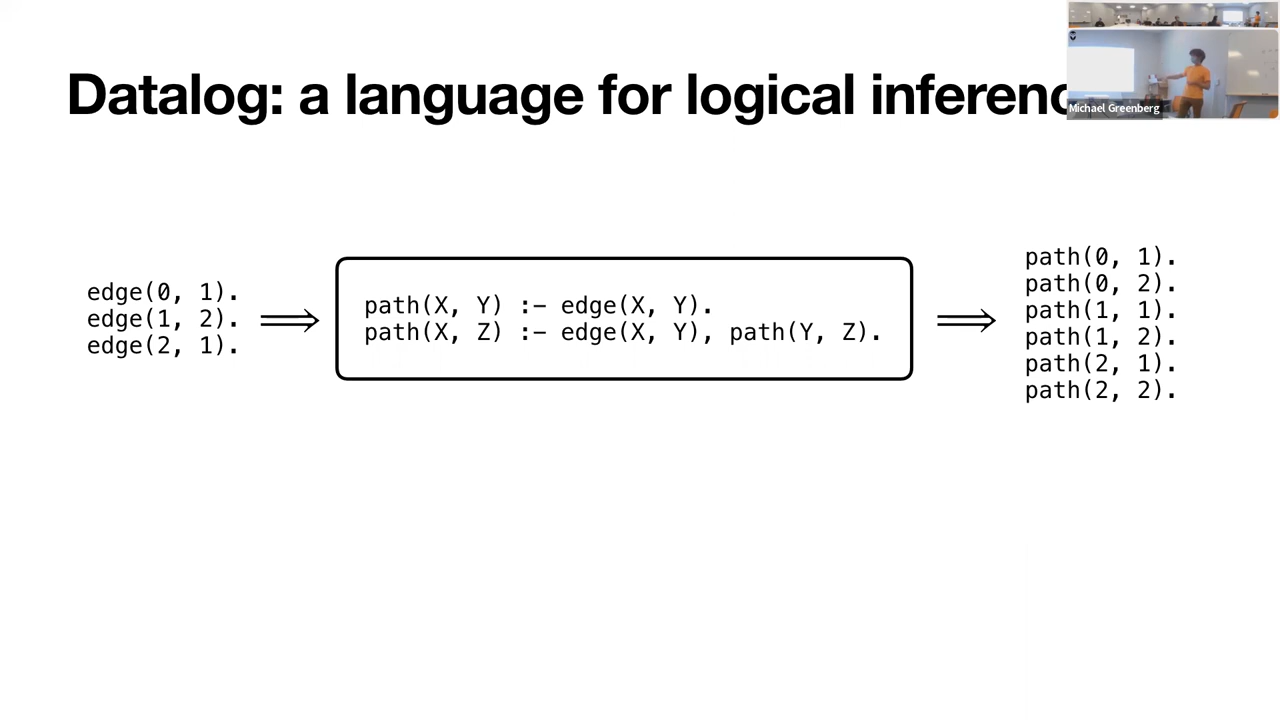 Datalog: a language for logical inferenc
Michael Greenberg
edge(0, 1).
edge(1, 2).
edge(2, 1).
⟹
path(X, Y) :- edge(X, Y).
path(X, Z) :- edge(X, Y), path(Y, Z).
⟹
path(0, 1).
path(0, 2).
path(1, 1).
path(1, 2).
path(2, 1).
path(2, 2).